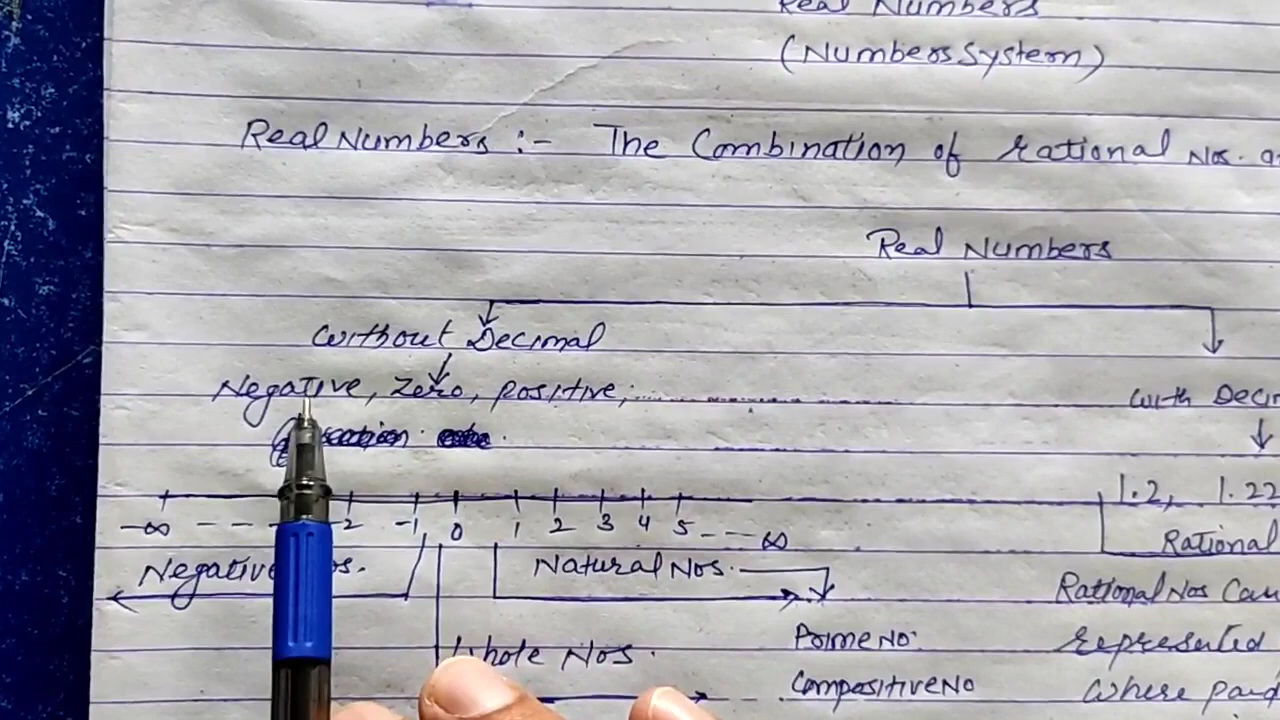 Real Numbers
(Numbers System)
Real Numbers :- The Combination of rational Nos.
Real Numbers
Without Decimal
Negative, Zero, positive,
with
1.2, 1.22
-∞ - - - -2 -1 0 1 2 3 4 5 - - - ∞
Rational
Negative Nos. Natural Nos.
Rational Nos Can
Whole Nos.
Prime No.
represented
Compositive No
where